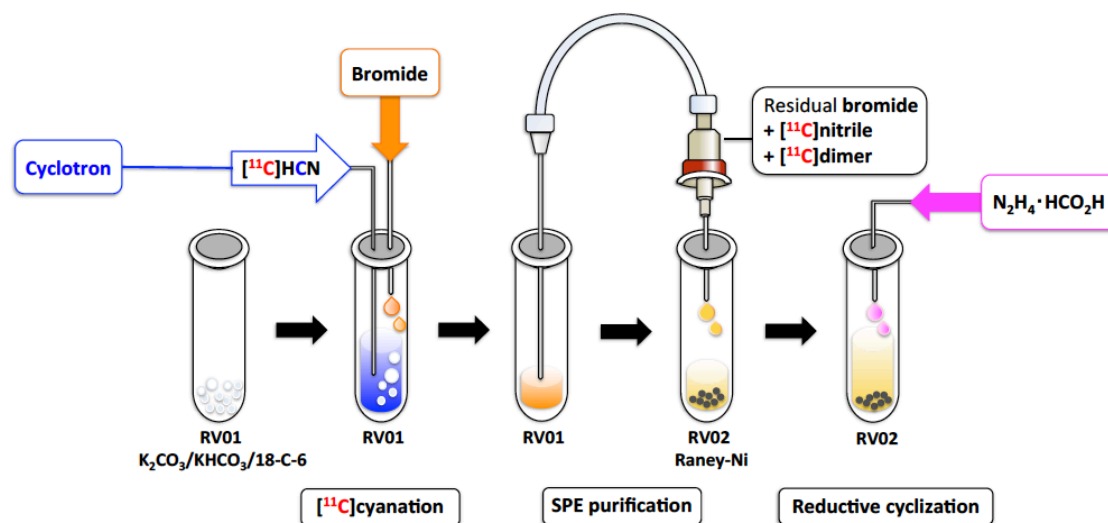 Bromide
Cyclotron
[¹¹C]HCN
Residual bromide
+ [¹¹C]nitrile
+ [¹¹C]dimer
N₂H₄·HCO₂H
RV01
K₂CO₃/KHCO₃/18-C-6
RV01
RV01
RV02
Raney-Ni
RV02
[¹¹C]cyanation
SPE purification
Reductive cyclization